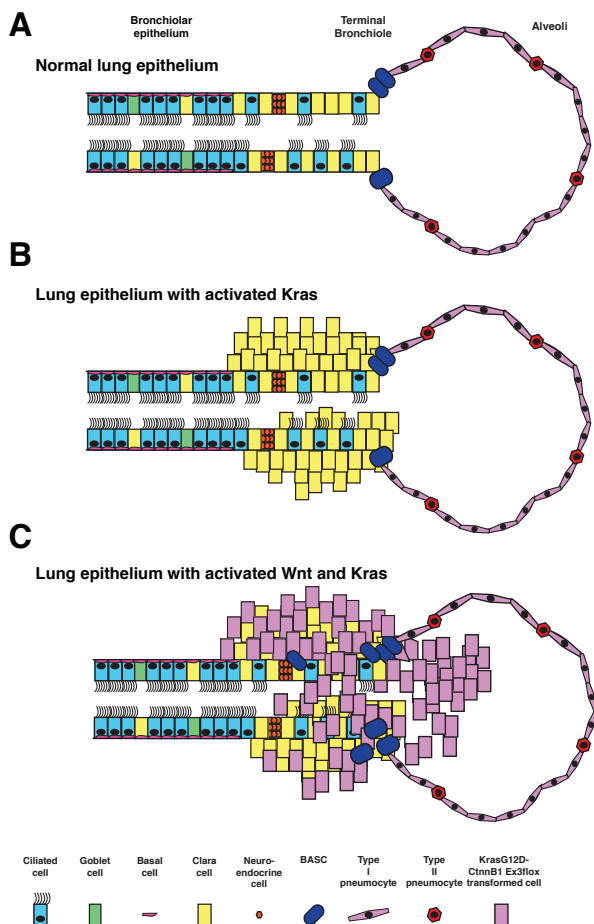 A
Bronchiolar
epithelium
Terminal
Bronchiole
Alveoli
Normal lung epithelium
B
Lung epithelium with activated Kras
C
Lung epithelium with activated Wnt and Kras
Ciliated
cell
Goblet
cell
Basal
cell
Clara
cell
Neuro-
endocrine
cell
BASC
Type
I
pneumocyte
Type
II
pneumocyte
KrasG12D-
CtnnB1 Ex3flox
transformed cell